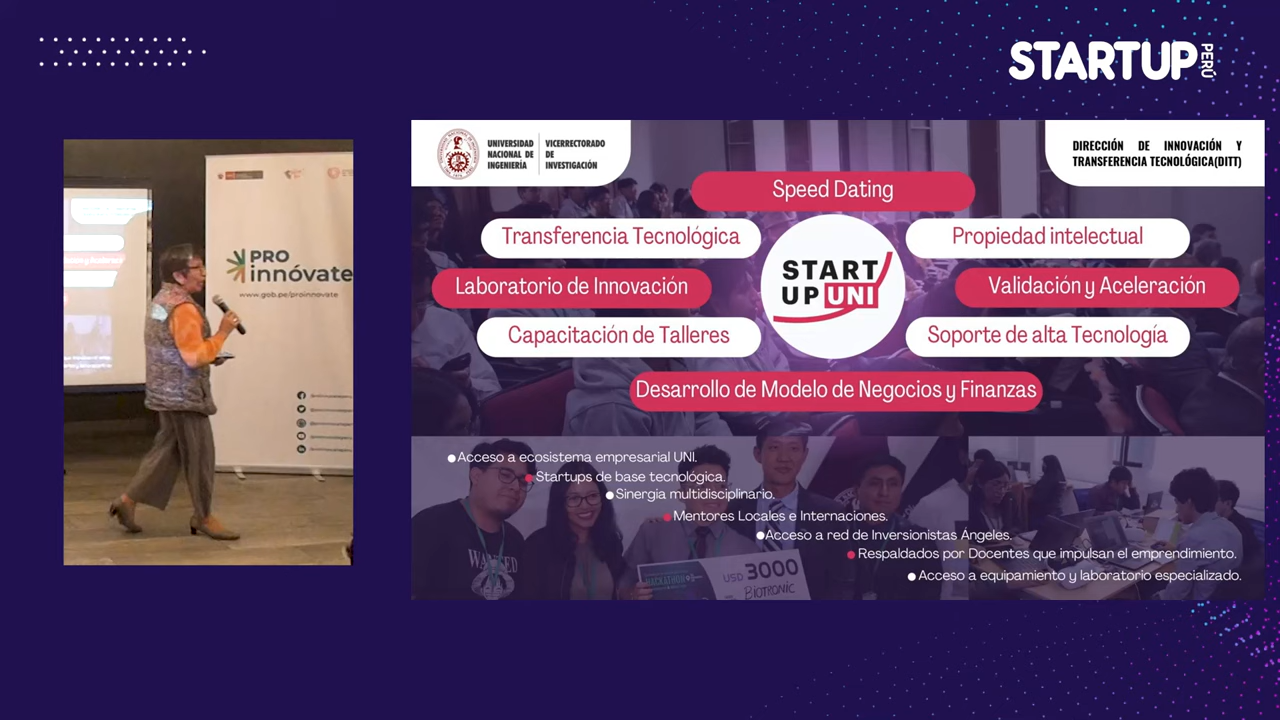 STARTUP
PERÚ
UNIVERSIDAD
NACIONAL DE
INGENIERÍA
VICERRECTORADO
DE
INVESTIGACIÓN
DIRECCIÓN DE INNOVACIÓN Y
TRANSFERENCIA TECNOLÓGICA(DITT)
Speed Dating
Transferencia Tecnológica
Propiedad intelectual
Laboratorio de Innovación
START
UP UNI
Validación y Aceleración
Capacitación de Talleres
Soporte de alta Tecnología
Desarrollo de Modelo de Negocios y Finanzas
Acceso a ecosistema empresarial UNI.
Startups de base tecnológica.
Sinergia multidisciplinario.
Mentores Locales e Internaciones.
Acceso a red de Inversionistas Ángeles.
Respaldados por Docentes que impulsan el emprendimiento.
Acceso a equipamiento y laboratorio especializado.
WANTED
HACKATHON
USD 3000
BIOTRONIC
PRO
innóvate
www.gob.pe/proinnovate